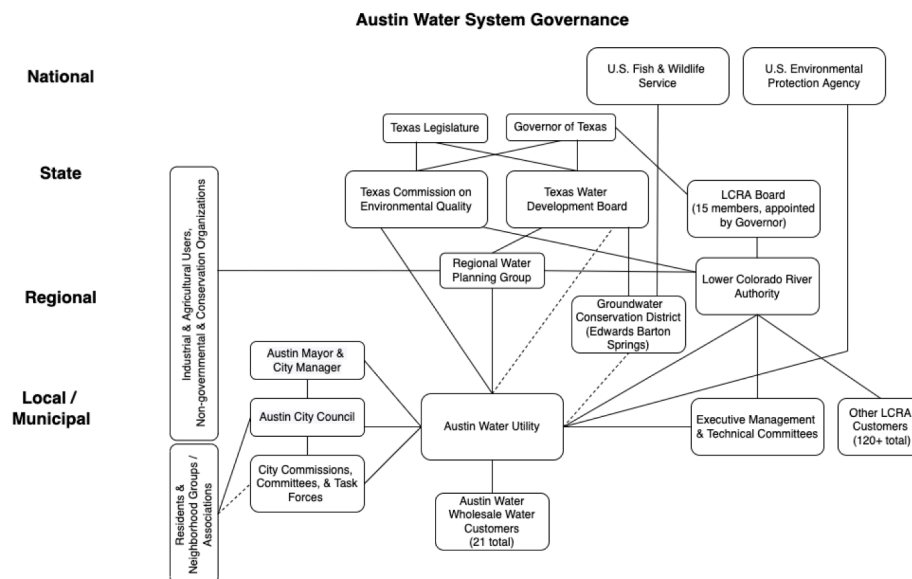 Austin Water System Governance
National
U.S. Fish & Wildlife
Service
U.S. Environmental
Protection Agency
Texas Legislature
Governor of Texas
State
Texas Commission on
Environmental Quality
Texas Water
Development Board
LCRA Board
(15 members, appointed
by Governor)
Industrial & Agricultural Users,
Non-governmental & Conservation Organizations
Regional
Regional Water
Planning Group
Lower Colorado River
Authority
Groundwater
Conservation District
(Edwards Barton
Springs)
Local /
Municipal
Austin Mayor &
City Manager
Austin City Council
City Commissions,
Committees, & Task
Forces
Austin Water Utility
Executive Management
& Technical Committees
Other LCRA
Customers
(120+ total)
Residents &
Neighborhood Groups /
Associations
Austin Water
Wholesale Water
Customers
(21 total)